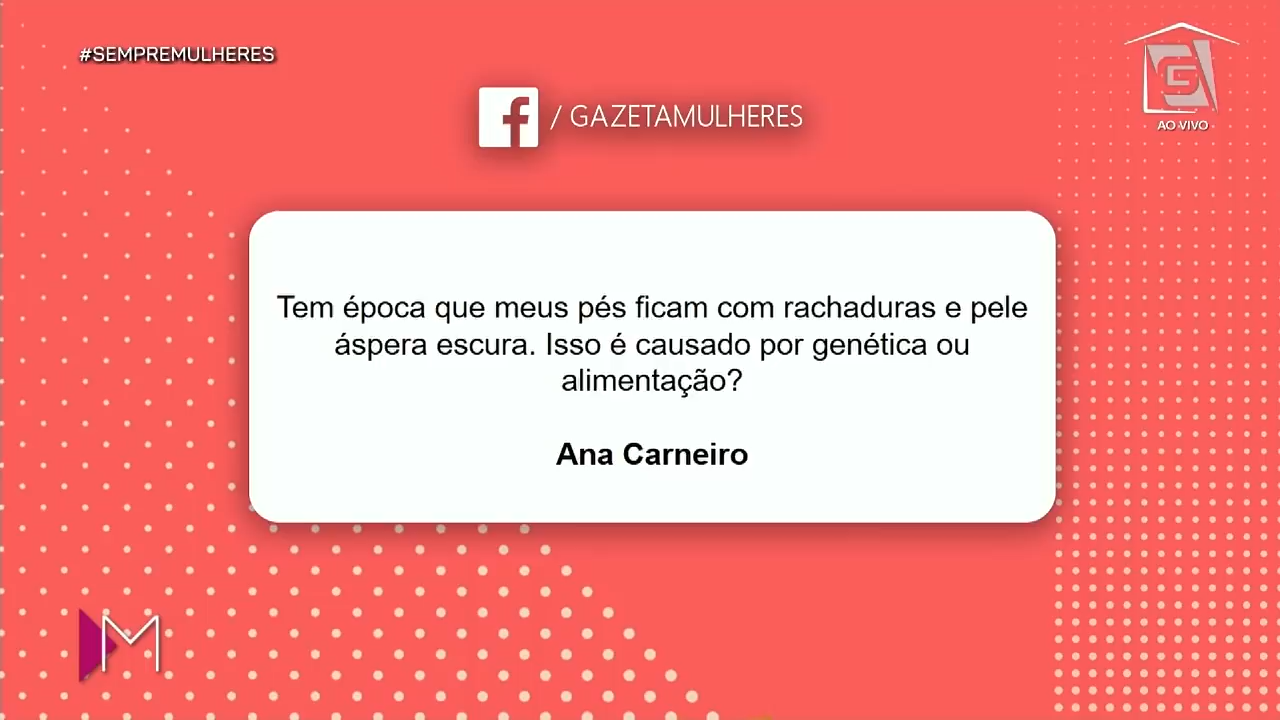 #SEMPREMULHERES
/ GAZETAMULHERES
G
AO VIVO
Tem época que meus pés ficam com rachaduras e pele
áspera escura. Isso é causado por genética ou
alimentação?
Ana Carneiro
M